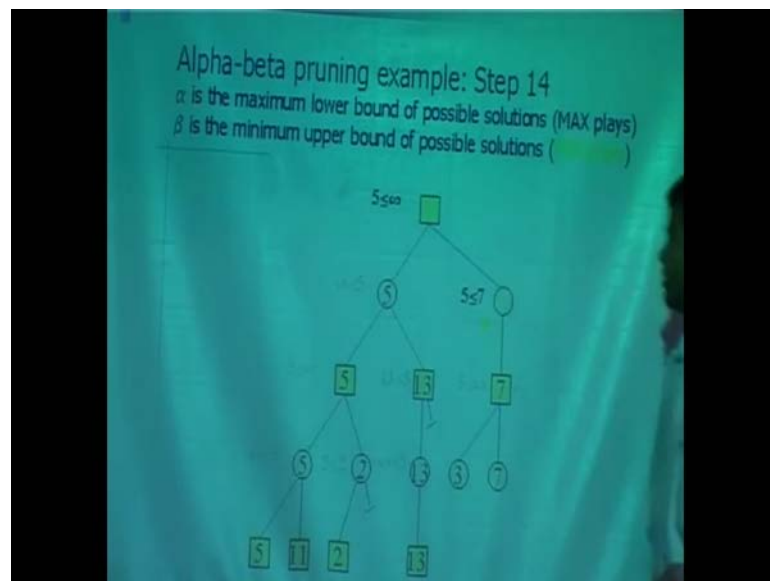 Alpha-beta pruning example: Step 14
α is the maximum lower bound of possible solutions (MAX plays)
β is the minimum upper bound of possible solutions ( )
5≤∞
5 5≤7
5 13 7
5 2 13 3 7
5 11 2 13